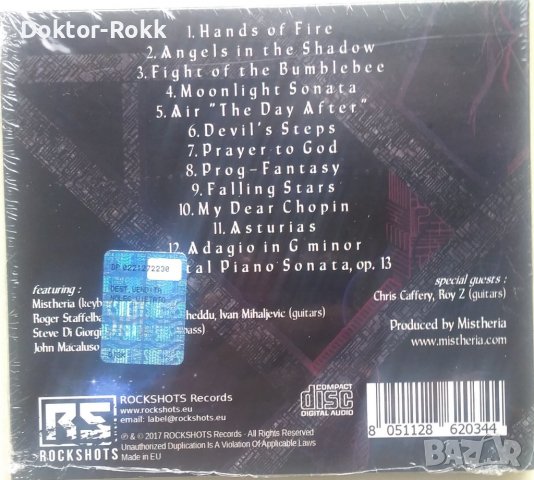 Doktor-Rokk
1. Hands of Fire
2. Angels in the Shadow
3. Fight of the Bumblebee
4. Moonlight Sonata
5. Air "The Day After"
6. Devil's Steps
7. Prayer to God
8. Prog-Fantasy
9. Falling Stars
10. My Dear Chopin
11. Asturias
12. Adagio in G minor
tal Piano Sonata, op. 13
featuring :
Mistheria (keyb
Roger Staffelba heddu, Ivan Mihaljevic (guitars)
Steve Di Giorgi bass)
John Macaluso
special guests :
Chris Caffery, Roy Z (guitars)
Produced by Mistheria
www.mistheria.com
DEST. VENDITA
NOLEG. VIETATO
RS
ROCKSHOTS
ROCKSHOTS Records
www.rockshots.eu
email: label@rockshots.eu
℗ & © 2017 ROCKSHOTS Records - All Rights Reserved
Unauthorized Duplication Is A Violation Of Applicable Laws
Made in EU
COMPACT
disc
DIGITAL AUDIO
8 051128 620344
BAZAR